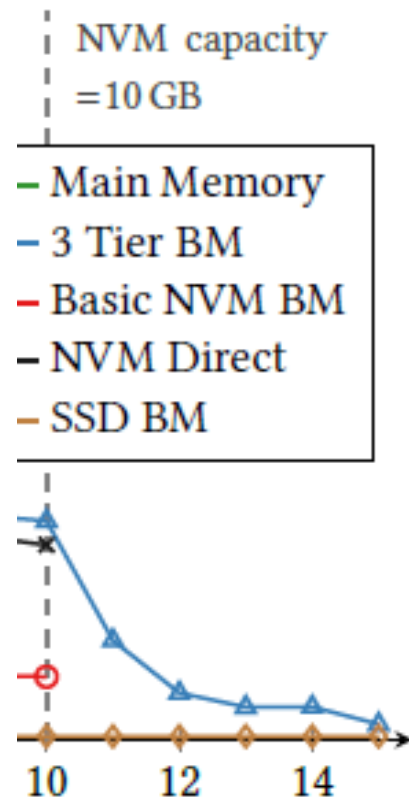 NVM capacity
=10 GB
Main Memory
3 Tier BM
Basic NVM BM
NVM Direct
SSD BM
10 12 14